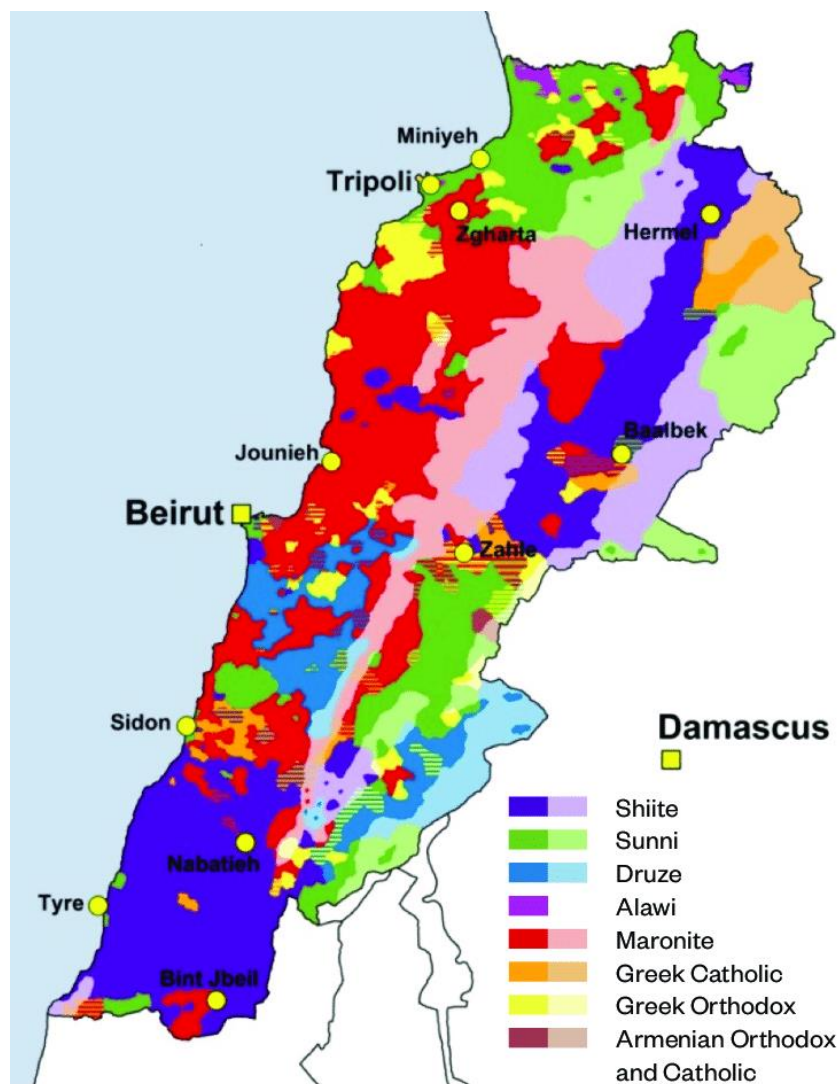 Miniyeh
Tripoli
Zgharta
Hermel
Baalbek
Jounieh
Beirut
Zahle
Sidon
Damascus
Nabatieh
Tyre
Bint Jbeil
Shiite
Sunni
Druze
Alawi
Maronite
Greek Catholic
Greek Orthodox
Armenian Orthodox
and Catholic